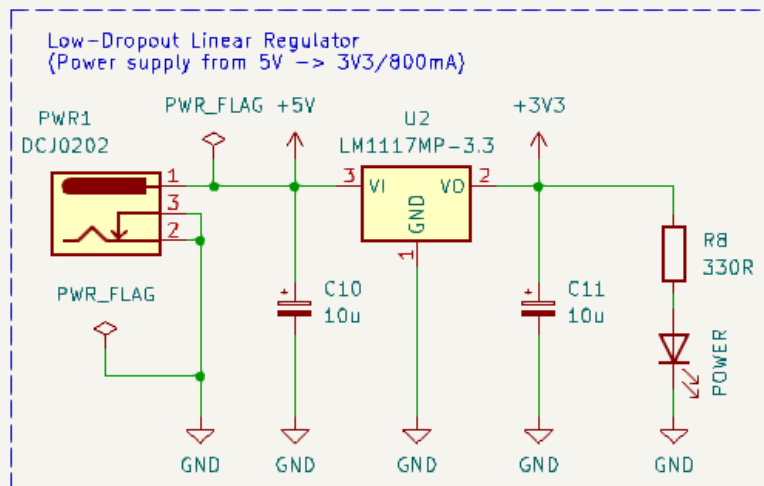 Low-Dropout Linear Regulator
(Power supply from 5V -> 3V3/800mA)
PWR1
DCJ0202
PWR_FLAG
+5V
U2
LM1117MP-3.3
+3V3
1
3
2
3
VI
VO
2
GND
1
R8
330R
PWR_FLAG
+
C10
10u
+
C11
10u
POWER
GND
GND
GND
GND
GND